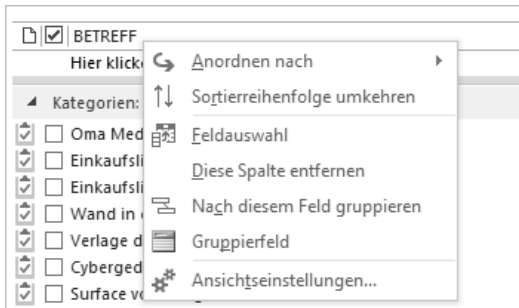 BETREFF
Hier klick
Anordnen nach
Sortierreihenfolge umkehren
Kategorien:
Feldauswahl
Oma Med
Einkaufsli
Diese Spalte entfernen
Einkaufsli
Nach diesem Feld gruppieren
Wand in
Verlage d
Gruppierfeld
Cyberged
Ansichtseinstellungen...
Surface vo